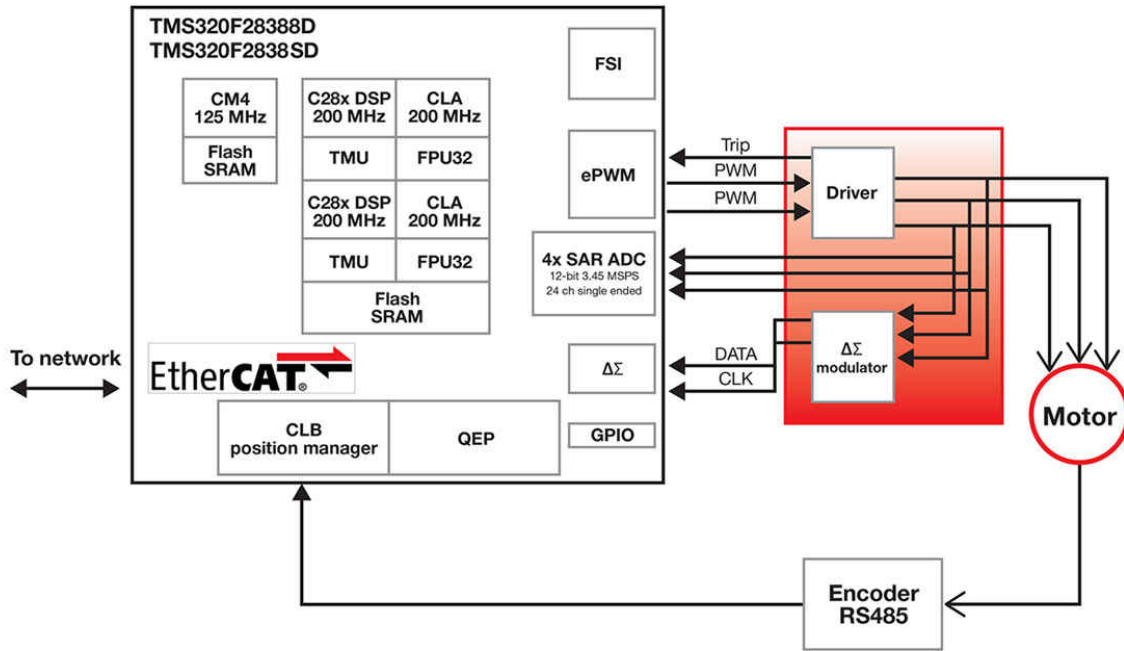 TMS320F28388D
TMS320F2838SD
FSI
CM4
125 MHz
Flash
SRAM
C28x DSP
200 MHz
CLA
200 MHz
TMU
FPU32
C28x DSP
200 MHz
CLA
200 MHz
TMU
FPU32
Flash
SRAM
ePWM
4x SAR ADC
12-bit 3.45 MSPS
24 ch single ended
ΔΣ
GPIO
EtherCAT®
CLB
position manager
QEP
To network
Trip
PWM
PWM
DATA
CLK
Driver
ΔΣ
modulator
Motor
Encoder
RS485